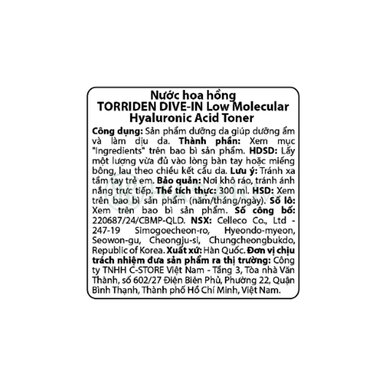 Nước hoa hồng
TORRIDEN DIVE-IN Low Molecular
Hyaluronic Acid Toner
Công dụng: Sản phẩm dưỡng da giúp dưỡng ẩm
và làm dịu da. Thành phần: Xem mục
"Ingredients" trên bao bì sản phẩm. HDSD: Lấy
một lượng vừa đủ vào lòng bàn tay hoặc miếng
bông, lau theo chiều kết cấu da. Lưu ý: Tránh xa
tầm tay trẻ em. Bảo quản: Nơi khô ráo, tránh ánh
nắng trực tiếp. Thể tích thực: 300 ml. HSD: Xem
trên bao bì sản phẩm (năm/tháng/ngày). Số lô:
Xem trên bao bì sản phẩm. Số công bố:
220687/24/CBMP-QLD. NSX: Celleco Co., Ltd -
247-19 Simogoecheon-ro, Hyeondo-myeon,
Seowon-gu, Cheongju-si, Chungcheongbukdo,
Republic of Korea. Xuất xứ: Hàn Quốc. Đơn vị chịu
trách nhiệm đưa sản phẩm ra thị trường: Công
ty TNHH C-STORE Việt Nam - Tầng 3, Tòa nhà Văn
Thành, số 602/27 Điện Biên Phủ, Phường 22, Quận
Bình Thạnh, Thành phố Hồ Chí Minh, Việt Nam.